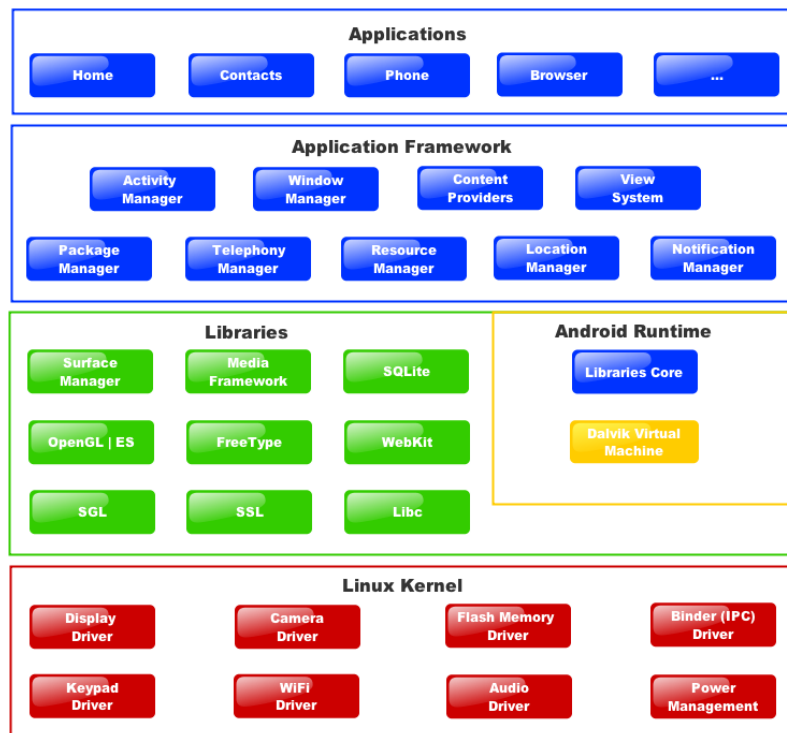 Applications
Home
Contacts
Phone
Browser
...
Application Framework
Activity
Manager
Window
Manager
Content
Providers
View
System
Package
Manager
Telephony
Manager
Resource
Manager
Location
Manager
Notification
Manager
Libraries
Surface
Manager
Media
Framework
SQLite
OpenGL | ES
FreeType
WebKit
SGL
SSL
Libc
Android Runtime
Libraries Core
Dalvik Virtual
Machine
Linux Kernel
Display
Driver
Camera
Driver
Flash Memory
Driver
Binder (IPC)
Driver
Keypad
Driver
WiFi
Driver
Audio
Driver
Power
Management